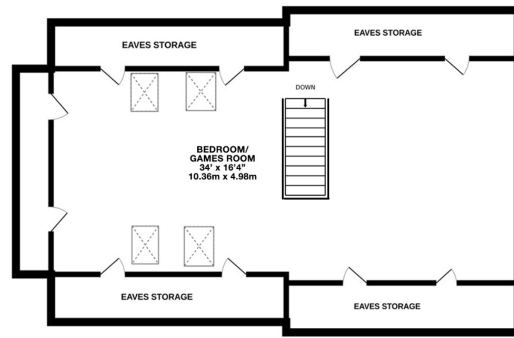 EAVES STORAGE
EAVES STORAGE
DOWN
BEDROOM/
GAMES ROOM
34' x 16'4"
10.36m x 4.98m
EAVES STORAGE
EAVES STORAGE